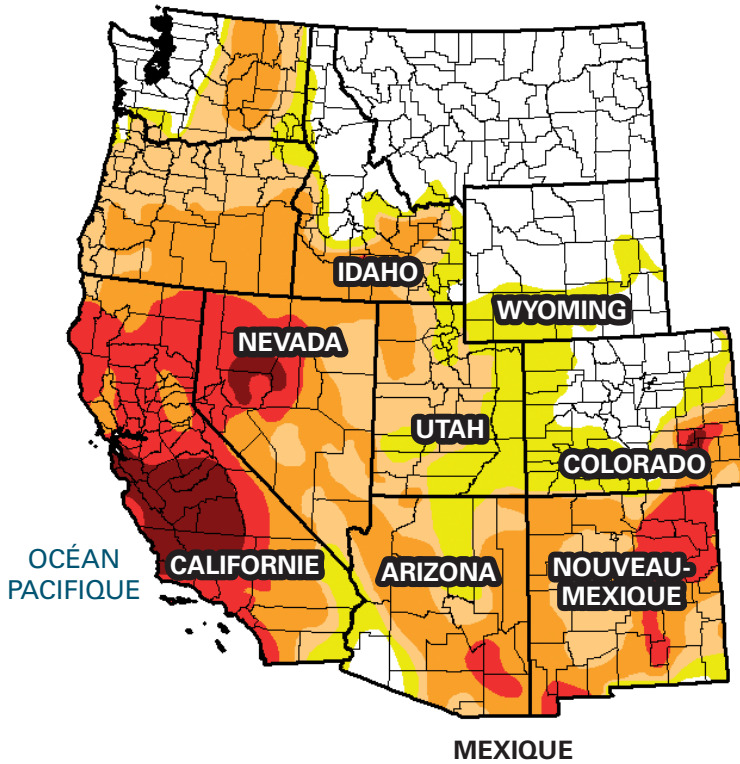 IDAHO
WYOMING
NEVADA
UTAH
COLORADO
OCÉAN
PACIFIQUE
CALIFORNIE
ARIZONA
NOUVEAU-
MEXIQUE
MEXIQUE